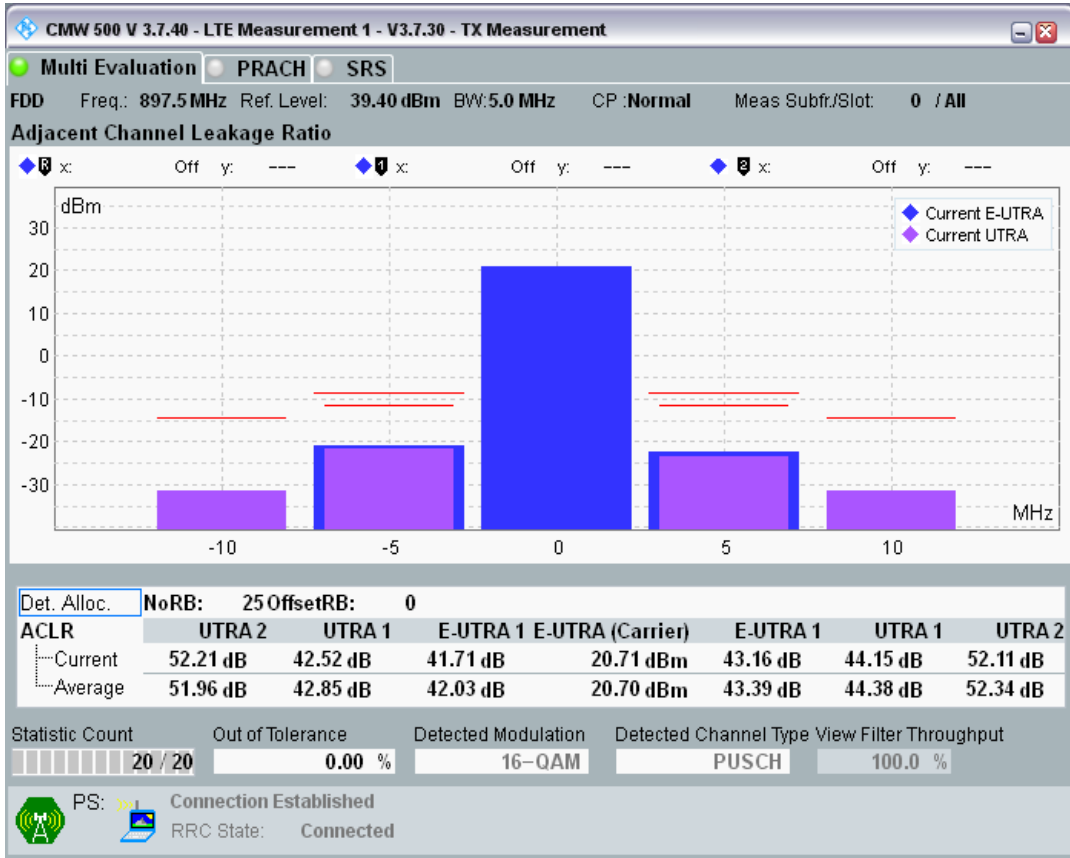 CMW 500 V 3.7.40 - LTE Measurement 1 - V3.7.30 - TX Measurement
Multi Evaluation PRACH SRS
FDD Freq.: 897.5 MHz Ref. Level: 39.40 dBm BW: 5.0 MHz CP : Normal Meas Subfr./Slot: 0 / All
Adjacent Channel Leakage Ratio
R x: Off y: --- 1 x: Off y: --- 2 x: Off y: ---
dBm
Current E-UTRA
Current UTRA
30
20
10
0
-10
-20
-30
MHz
-10 -5 0 5 10
Det. Alloc. NoRB: 25 OffsetRB: 0
ACLR UTRA 2 UTRA 1 E-UTRA 1 E-UTRA (Carrier) E-UTRA 1 UTRA 1 UTRA 2
Current 52.21 dB 42.52 dB 41.71 dB 20.71 dBm 43.16 dB 44.15 dB 52.11 dB
Average 51.96 dB 42.85 dB 42.03 dB 20.70 dBm 43.39 dB 44.38 dB 52.34 dB
Statistic Count Out of Tolerance Detected Modulation Detected Channel Type View Filter Throughput
20 / 20 0.00 % 16-QAM PUSCH 100.0 %
PS: Connection Established
RRC State: Connected